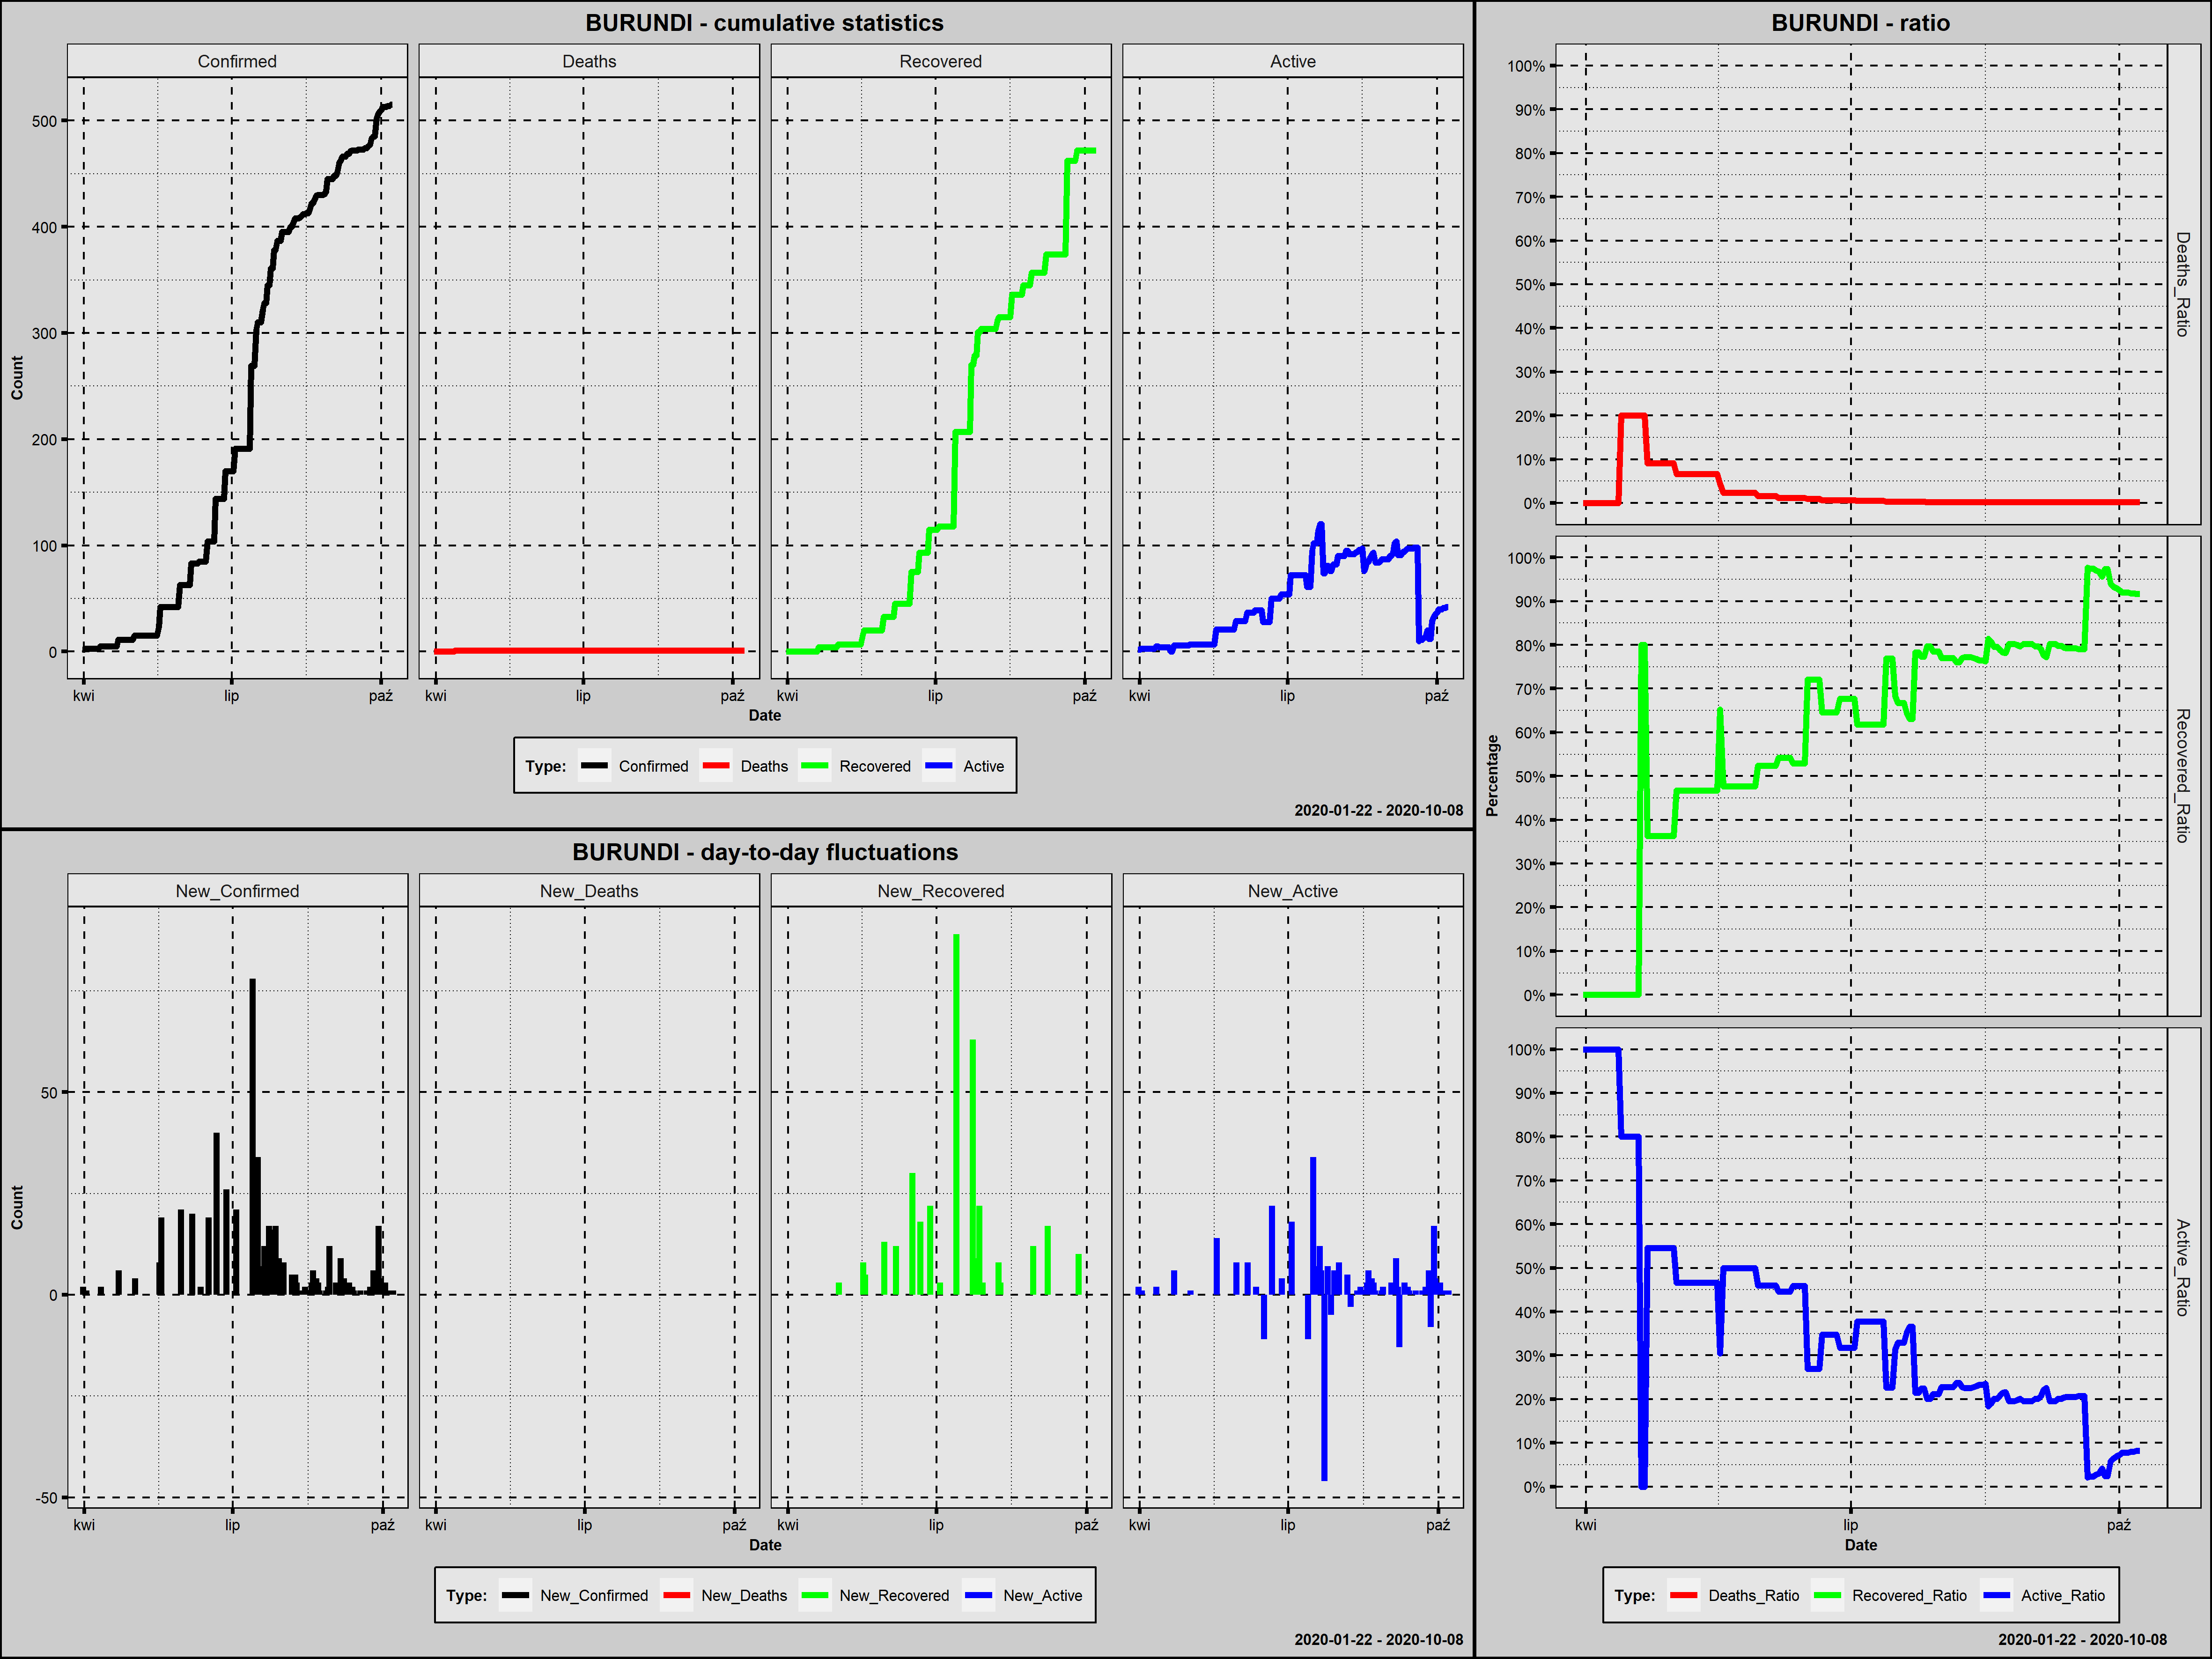 BURUNDI - cumulative statistics
Confirmed Deaths Recovered Active
Count
500
400
300
200
100
0
kwi lip paź kwi lip paź kwi lip paź kwi lip paź
Date
Type: Confirmed Deaths Recovered Active
2020-01-22 - 2020-10-08
BURUNDI - day-to-day fluctuations
New_Confirmed New_Deaths New_Recovered New_Active
Count
50
0
-50
kwi lip paź kwi lip paź kwi lip paź kwi lip paź
Date
Type: New_Confirmed New_Deaths New_Recovered New_Active
2020-01-22 - 2020-10-08
BURUNDI - ratio
Percentage
100%
90%
80%
70%
60%
50%
40%
30%
20%
10%
0%
Deaths_Ratio
100%
90%
80%
70%
60%
50%
40%
30%
20%
10%
0%
Recovered_Ratio
100%
90%
80%
70%
60%
50%
40%
30%
20%
10%
0%
Active_Ratio
kwi lip paź
Date
Type: Deaths_Ratio Recovered_Ratio Active_Ratio
2020-01-22 - 2020-10-08